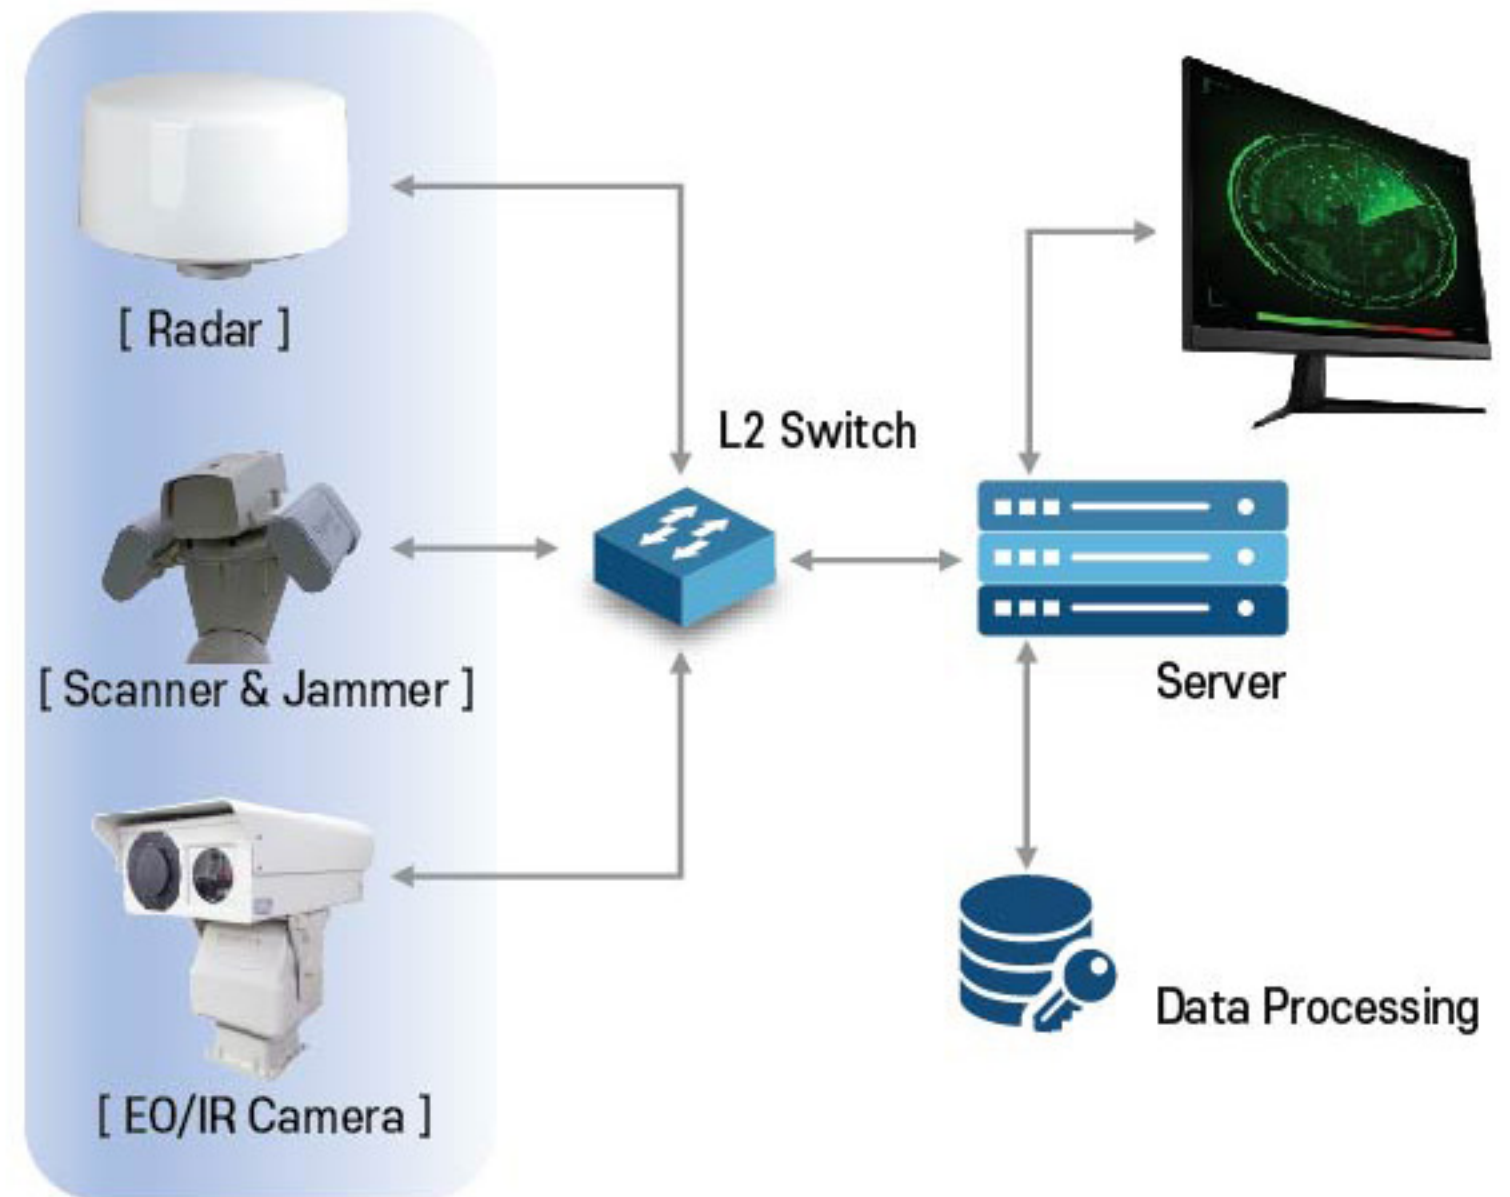 [ Radar ]
L2 Switch
[ Scanner & Jammer ]
Server
Data Processing
[ EO/IR Camera ]